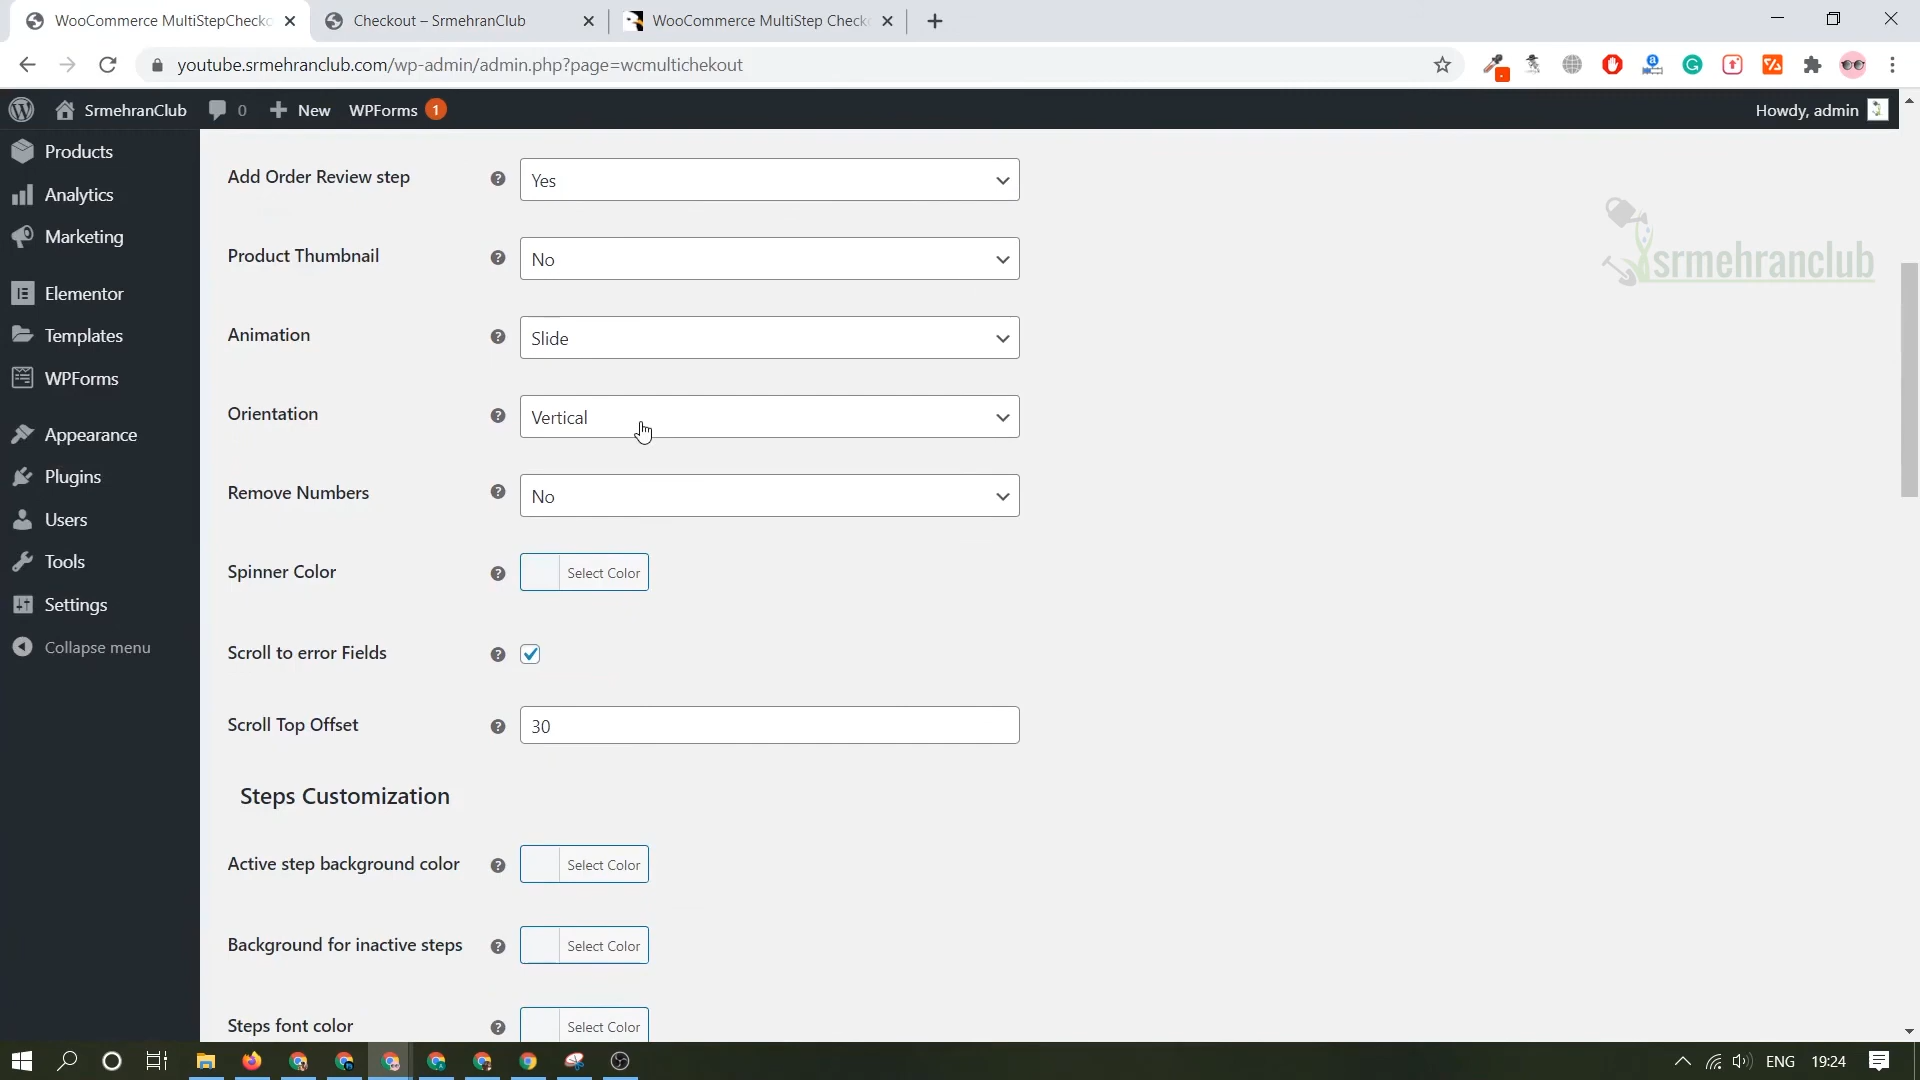 WooCommerce MultiStepChecko
Checkout – SrmehranClub
WooCommerce MultiStep Check
youtube.srmehranclub.com/wp-admin/admin.php?page=wcmultichekout
SrmehranClub
0
New
WPForms
1
Howdy, admin
Products
Analytics
Marketing
Elementor
Templates
WPForms
Appearance
Plugins
Users
Tools
Settings
Collapse menu
Add Order Review step
Yes
Product Thumbnail
No
Animation
Slide
Orientation
Vertical
Remove Numbers
No
Spinner Color
Select Color
Scroll to error Fields
Scroll Top Offset
30
Steps Customization
Active step background color
Select Color
Background for inactive steps
Select Color
Steps font color
Select Color
srmehranclub
ENG
19:24